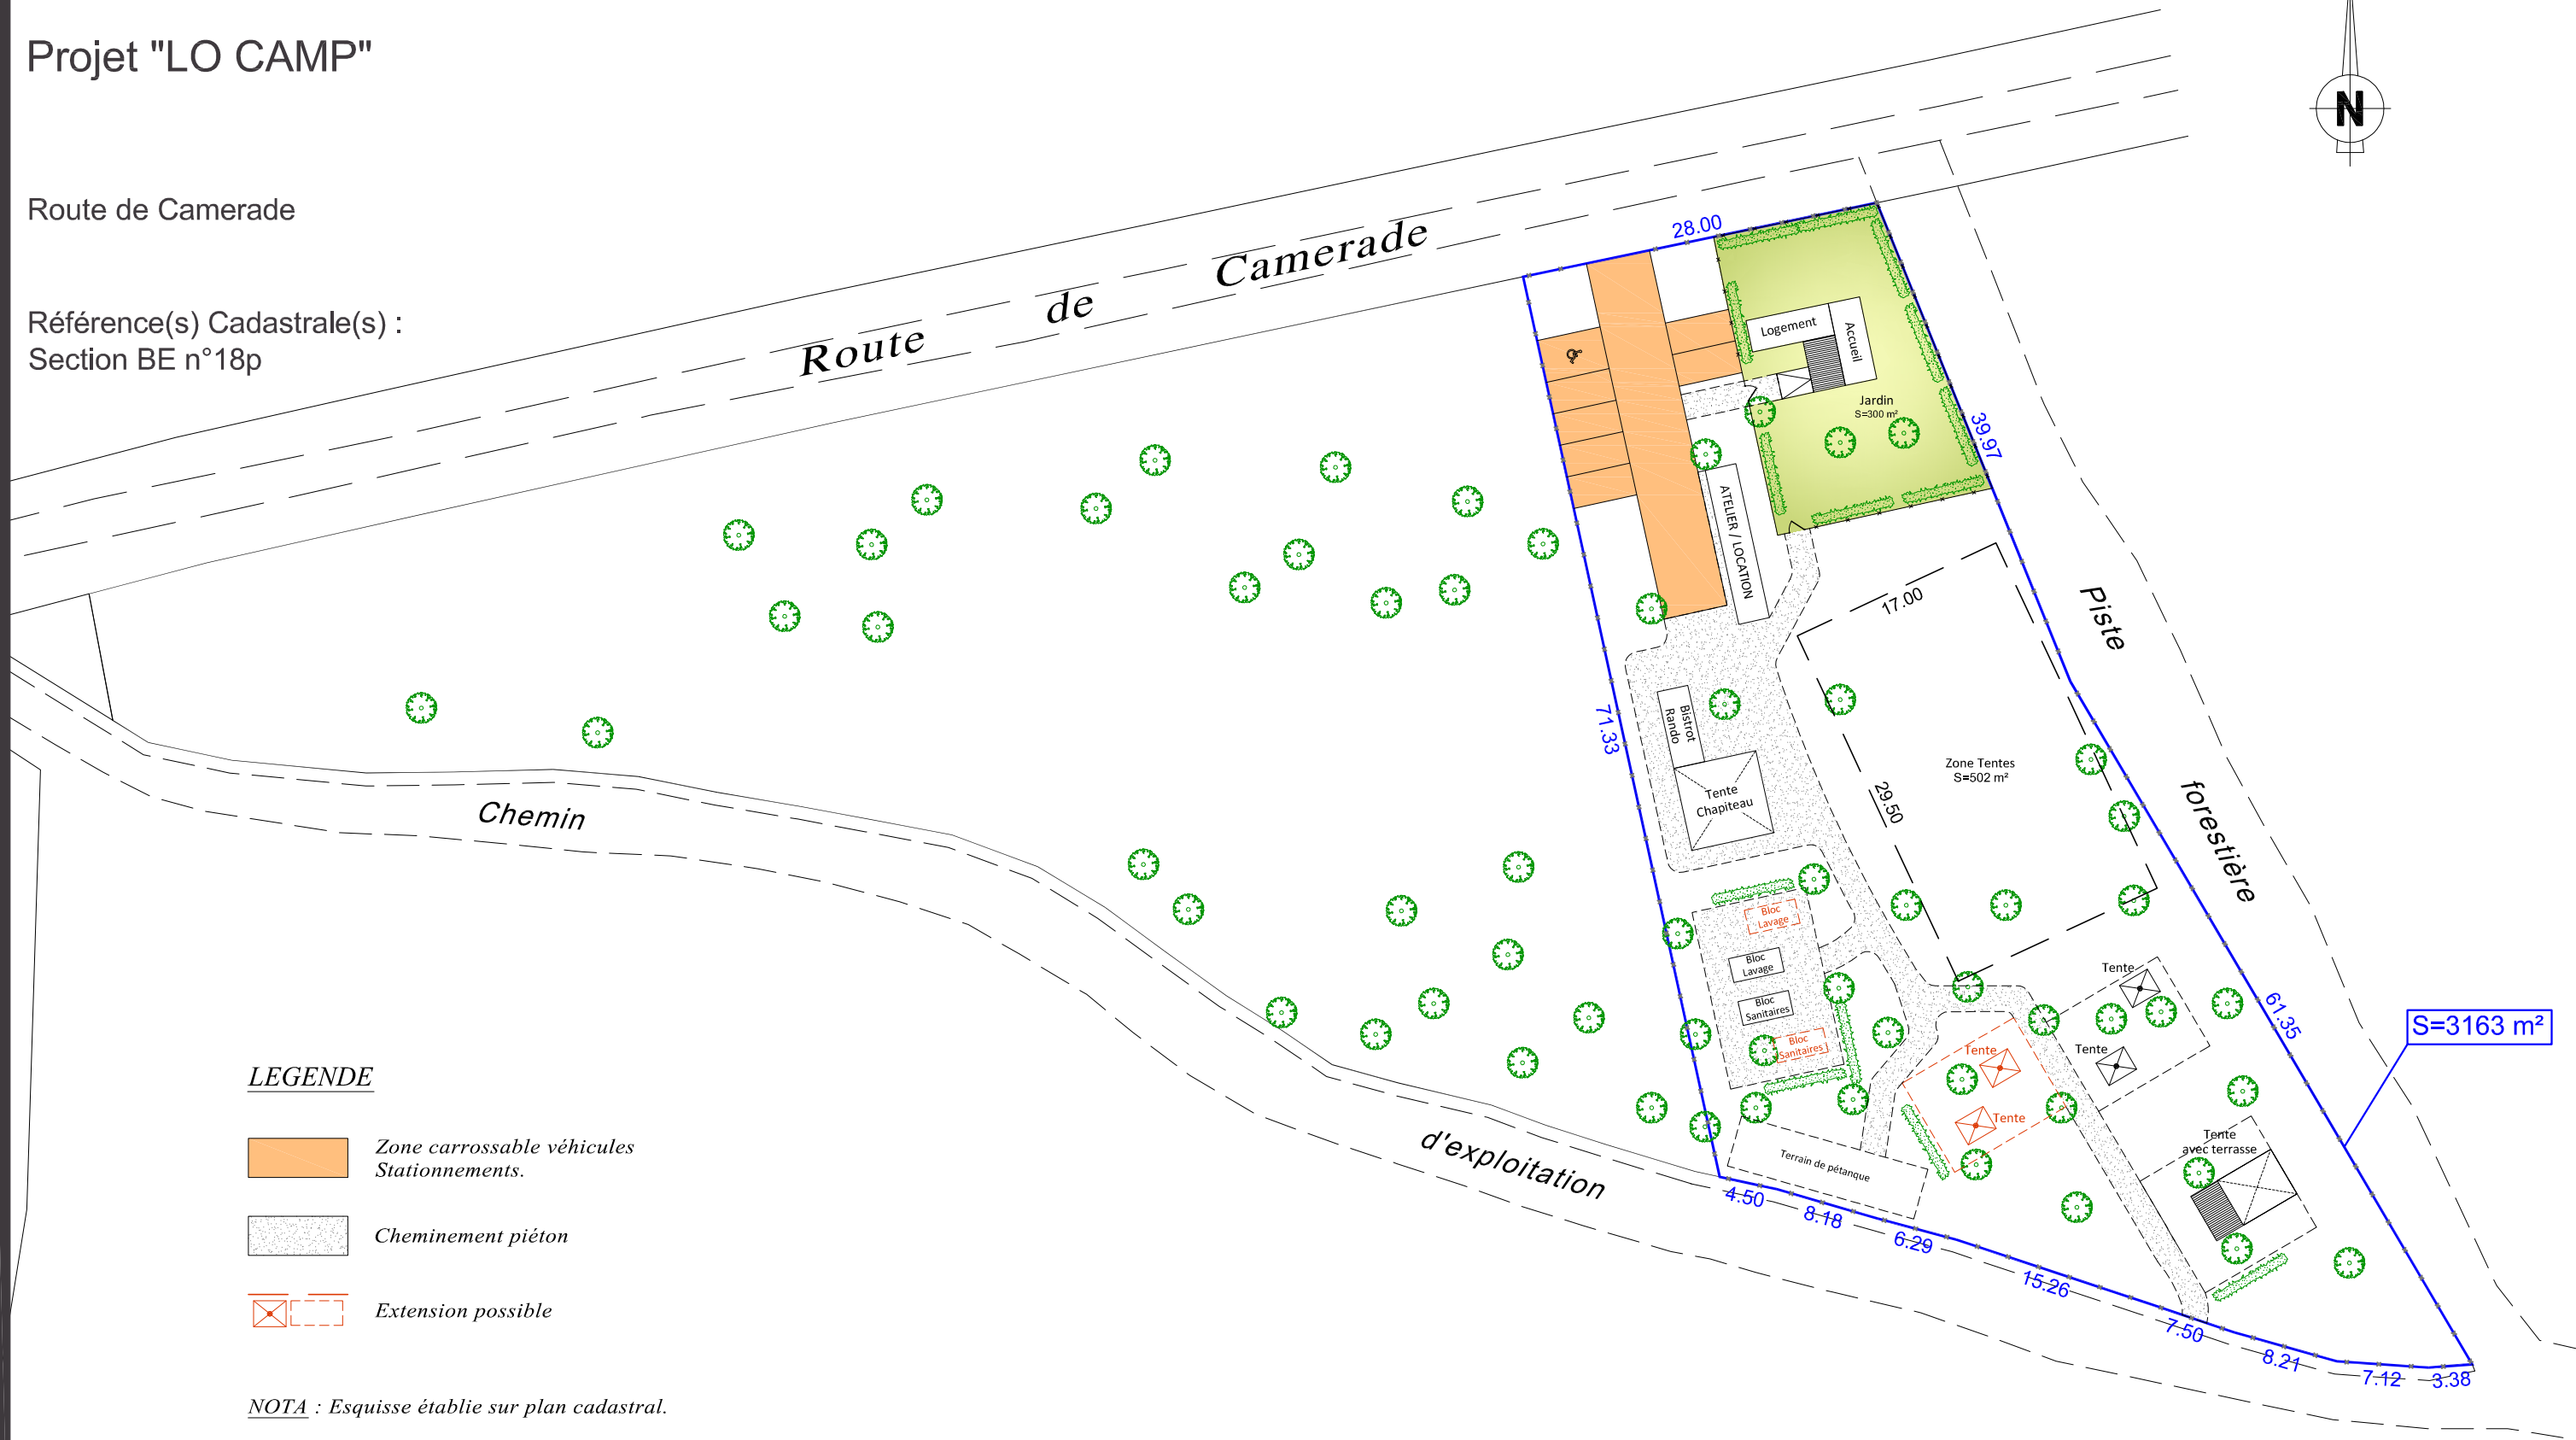 Projet "LO CAMP"
N
Route de Camerade
28.00
Route de Camerade
Référence(s) Cadastrale(s) :
Section BE n°18p
Logement
Accueil
Jardin
S=300 m²
39.97
ATELIER / LOCATION
17.00
Piste forestière
Bistrot
Rando
71.33
Zone Tentes
S=502 m²
Tente
Chapiteau
29.50
Chemin d'exploitation
Bloc
Lavage
Bloc
Lavage
Bloc
Sanitaires
Bloc
Sanitaires
Tente
Tente
Tente
Tente
61.35
S=3163 m²
Tente
avec terrasse
Terrain de pétanque
4.50
8.18
6.29
15.26
7.50
8.21
7.12
3.38
LEGENDE
Zone carrossable véhicules
Stationnements.
Cheminement piéton
Extension possible
NOTA : Esquisse établie sur plan cadastral.